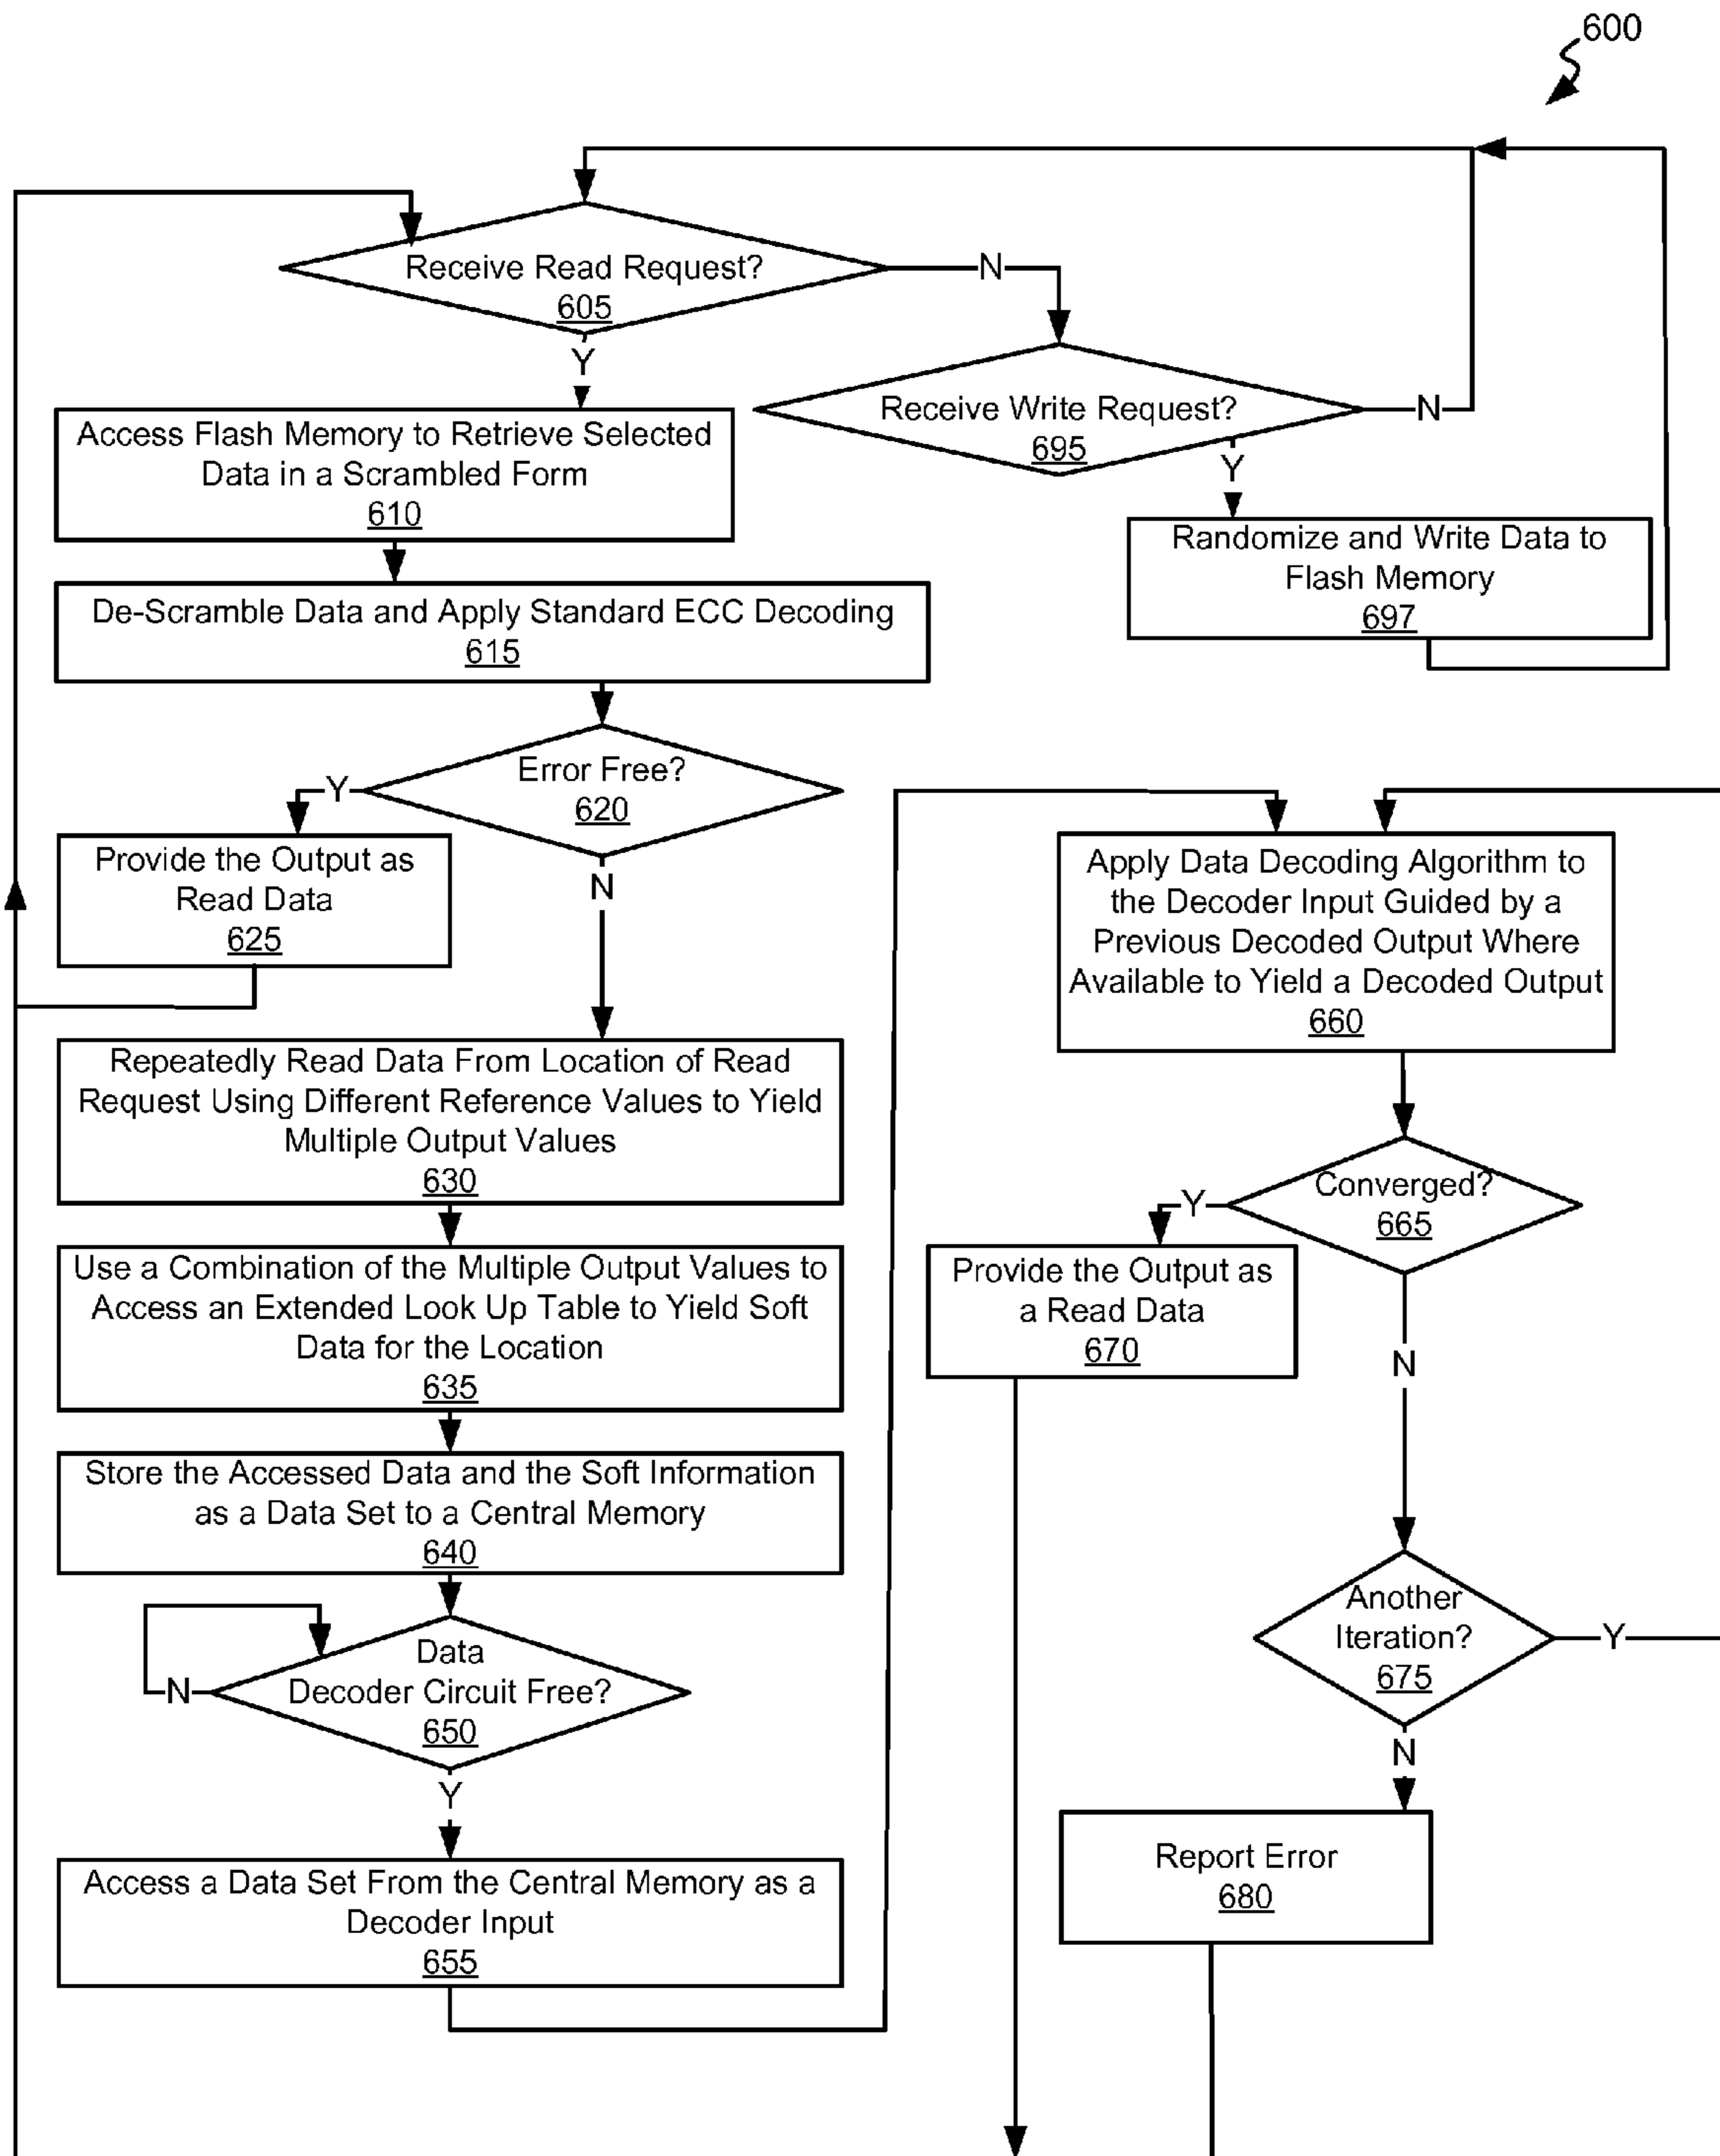 600
Receive Read Request?
605
N
Y
Receive Write Request?
695
N
Y
Access Flash Memory to Retrieve Selected
Data in a Scrambled Form
610
Randomize and Write Data to
Flash Memory
697
De-Scramble Data and Apply Standard ECC Decoding
615
Error Free?
620
Y
N
Provide the Output as
Read Data
625
Repeatedly Read Data From Location of Read
Request Using Different Reference Values to Yield
Multiple Output Values
630
Use a Combination of the Multiple Output Values to
Access an Extended Look Up Table to Yield Soft
Data for the Location
635
Store the Accessed Data and the Soft Information
as a Data Set to a Central Memory
640
Data
Decoder Circuit Free?
650
N
Y
Access a Data Set From the Central Memory as a
Decoder Input
655
Apply Data Decoding Algorithm to
the Decoder Input Guided by a
Previous Decoded Output Where
Available to Yield a Decoded Output
660
Converged?
665
Y
N
Provide the Output as
a Read Data
670
Another
Iteration?
675
Y
N
Report Error
680